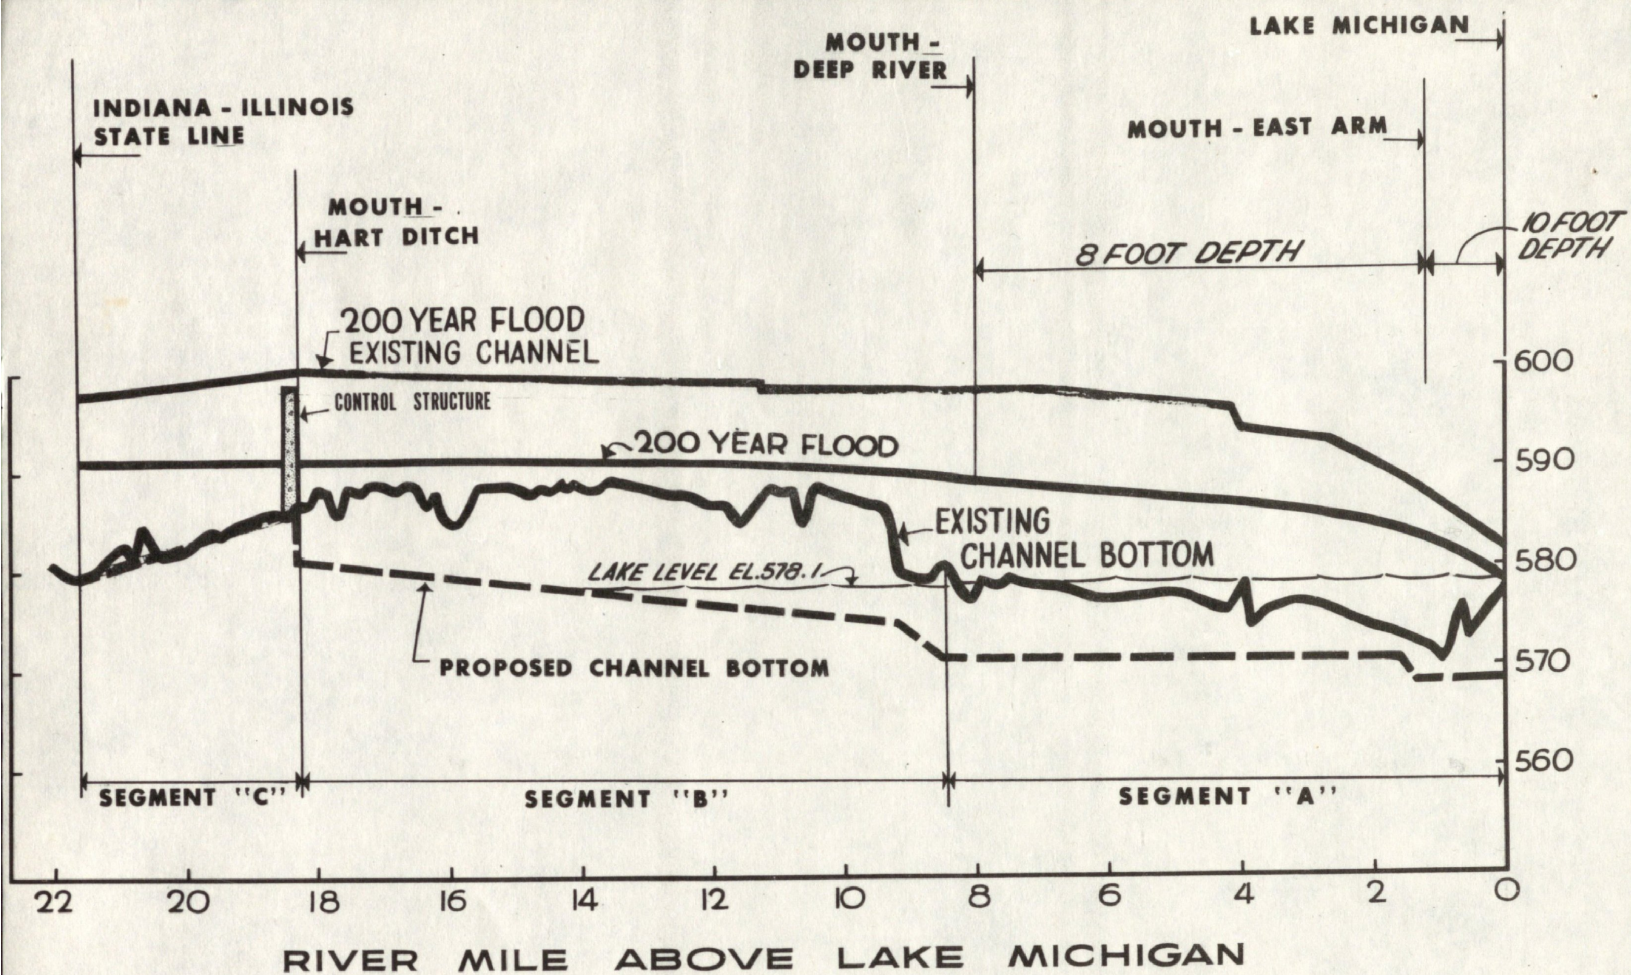 LAKE MICHIGAN
MOUTH -
DEEP RIVER
INDIANA - ILLINOIS
STATE LINE
MOUTH - EAST ARM
MOUTH -
HART DITCH
10 FOOT
DEPTH
8 FOOT DEPTH
200 YEAR FLOOD
EXISTING CHANNEL
600
CONTROL STRUCTURE
200 YEAR FLOOD
590
EXISTING
CHANNEL BOTTOM
580
LAKE LEVEL EL.578.1
PROPOSED CHANNEL BOTTOM
570
560
SEGMENT "C"
SEGMENT "B"
SEGMENT "A"
22 20 18 16 14 12 10 8 6 4 2 0
RIVER MILE ABOVE LAKE MICHIGAN